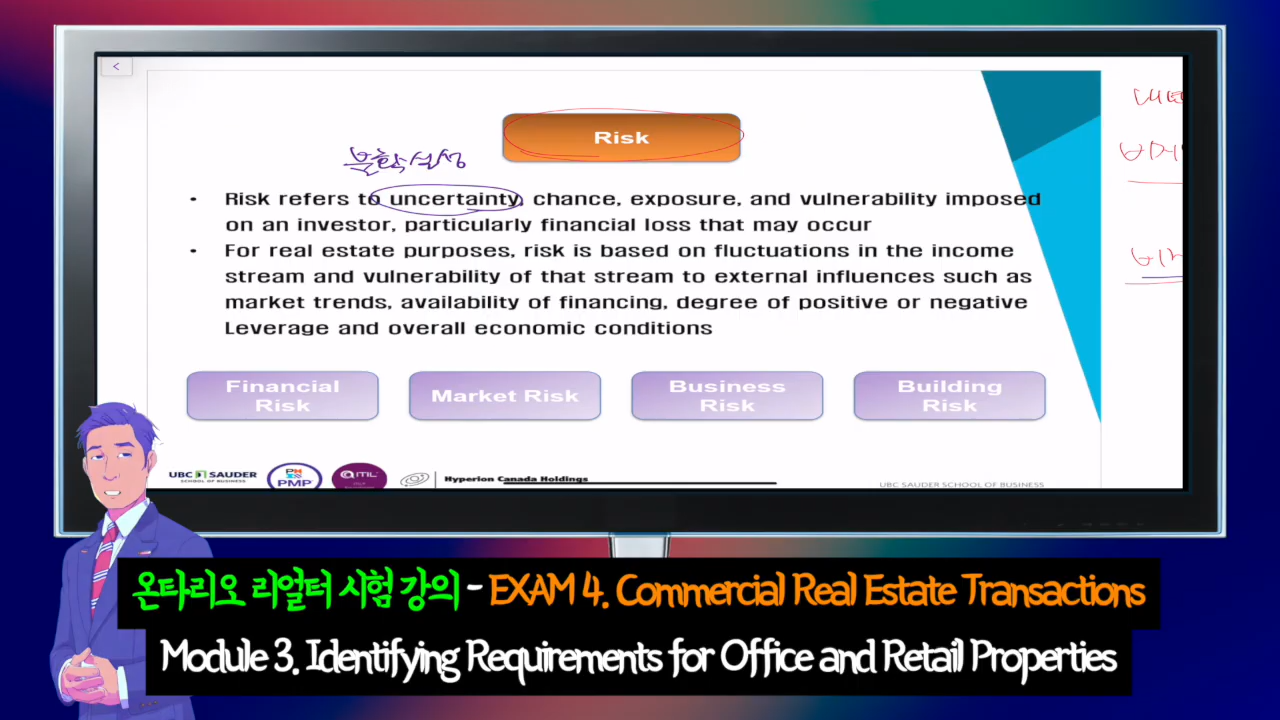 <
Risk
불확실성
• Risk refers to uncertainty, chance, exposure, and vulnerability imposed
on an investor, particularly financial loss that may occur
• For real estate purposes, risk is based on fluctuations in the income
stream and vulnerability of that stream to external influences such as
market trends, availability of financing, degree of positive or negative
Leverage and overall economic conditions
Financial
Risk
Market Risk
Business
Risk
Building
Risk
UBC SAUDER
SCHOOL OF BUSINESS
PMP
ITIL
Hyperion Canada Holdings
UBC SAUDER SCHOOL OF BUSINESS
온타리오 리얼터 시험 강의 - EXAM 4. Commercial Real Estate Transactions
Module 3. Identifying Requirements for Office and Retail Properties